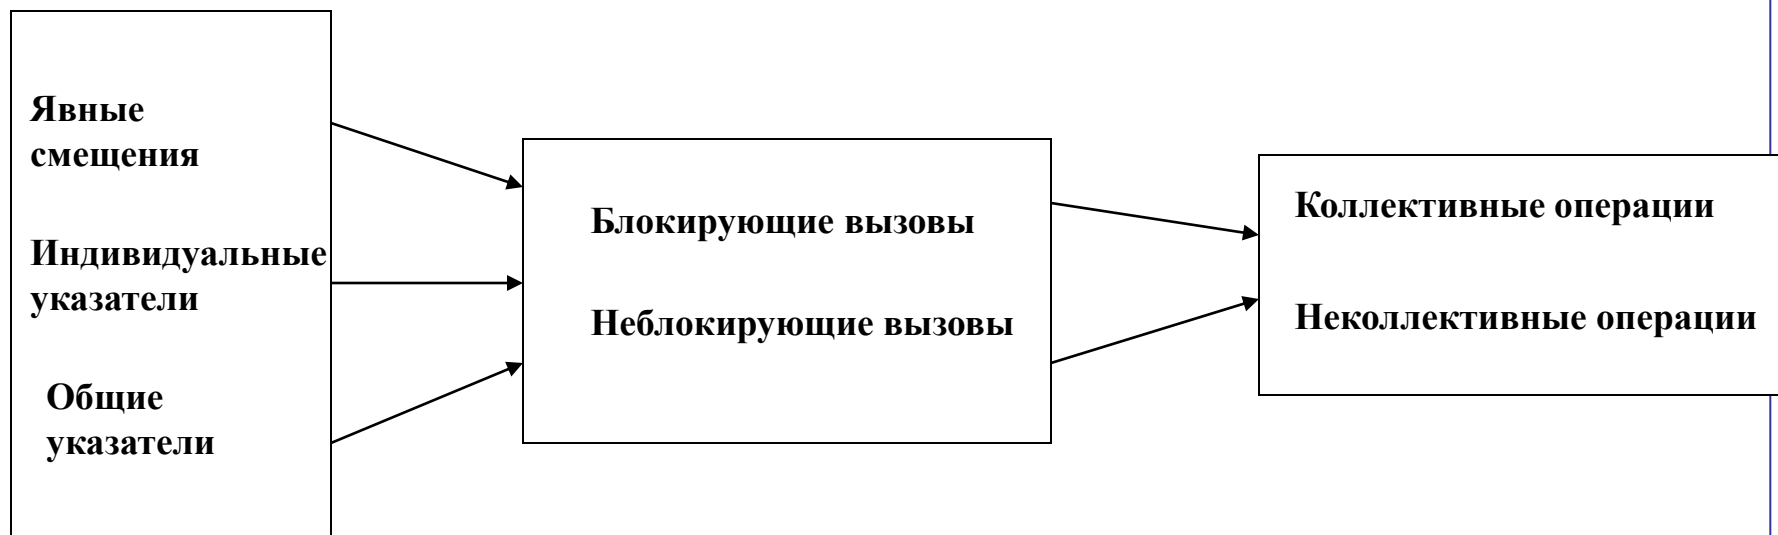 Явные
смещения
Индивидуальные
указатели
Общие
указатели
Блокирующие вызовы
Неблокирующие вызовы
Коллективные операции
Неколлективные операции